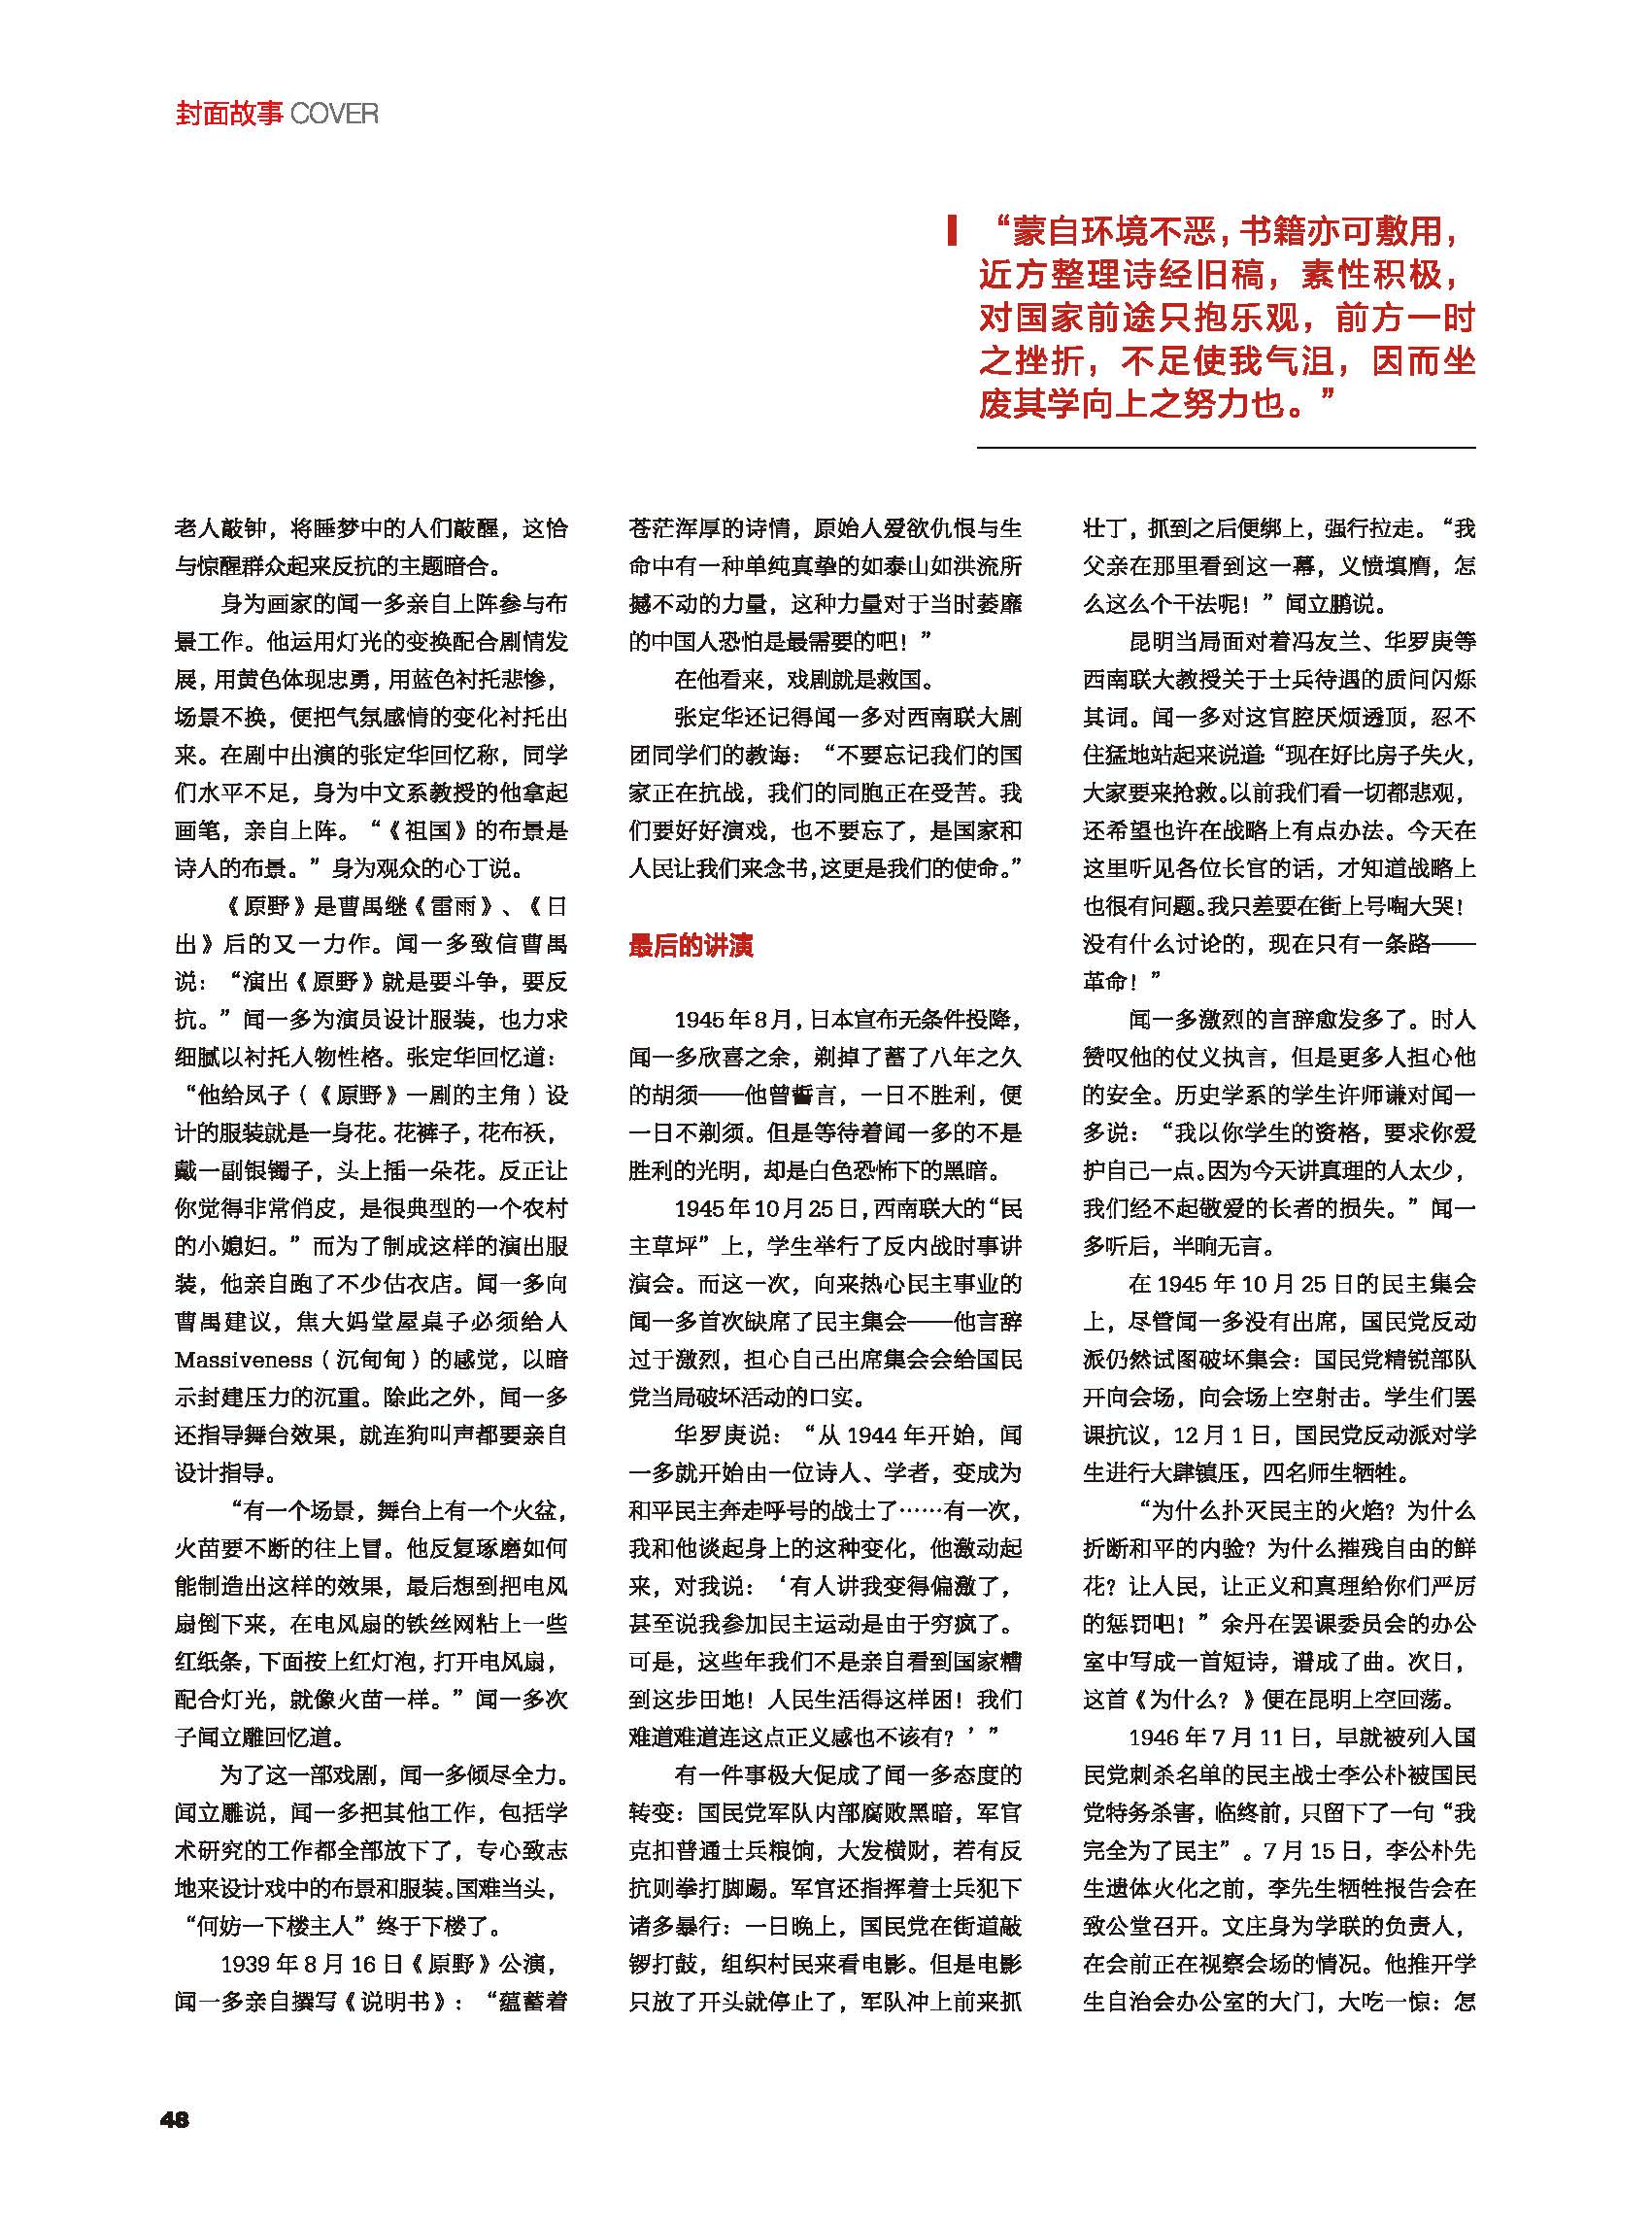 封面故事 COVER
“蒙自环境不恶，书籍亦可敷用，
近方整理诗经旧稿，素性积极，
对国家前途只抱乐观，前方一时
之挫折，不足使我气沮，因而坐
废其学向上之努力也。”
老人敲钟，将睡梦中的人们敲醒，这恰
与惊醒群众起来反抗的主题暗合。
身为画家的闻一多亲自上阵参与布
景工作。他运用灯光的变换配合剧情发
展，用黄色体现忠勇，用蓝色衬托悲惨，
场景不换，便把气氛感情的变化衬托出
来。在剧中出演的张定华回忆称，同学
们水平不足，身为中文系教授的他拿起
画笔，亲自上阵。“《祖国》的布景是
诗人的布景。”身为观众的心丁说。
《原野》是曹禺继《雷雨》、《日
出》后的又一力作。闻一多致信曹禺
说：“演出《原野》就是要斗争，要反
抗。”闻一多为演员设计服装，也力求
细腻以衬托人物性格。张定华回忆道：
“他给凤子（《原野》一剧的主角）设
计的服装就是一身花。花裤子，花布袄，
戴一副银镯子，头上插一朵花。反正让
你觉得非常俏皮，是很典型的一个农村
的小媳妇。”而为了制成这样的演出服
装，他亲自跑了不少估衣店。闻一多向
曹禺建议，焦大妈堂屋桌子必须给人
Massiveness（沉甸甸）的感觉，以暗
示封建压力的沉重。除此之外，闻一多
还指导舞台效果，就连狗叫声都要亲自
设计指导。
“有一个场景，舞台上有一个火盆，
火苗要不断的往上冒。他反复琢磨如何
能制造出这样的效果，最后想到把电风
扇倒下来，在电风扇的铁丝网粘上一些
红纸条，下面按上红灯泡，打开电风扇，
配合灯光，就像火苗一样。”闻一多次
子闻立雕回忆道。
为了这一部戏剧，闻一多倾尽全力。
闻立雕说，闻一多把其他工作，包括学
术研究的工作都全部放下了，专心致志
地来设计戏中的布景和服装。国难当头，
“何妨一下楼主人”终于下楼了。
1939 年 8 月 16 日《原野》公演，
闻一多亲自撰写《说明书》：“蕴蓄着
苍茫浑厚的诗情，原始人爱欲仇恨与生
命中有一种单纯真挚的如泰山如洪流所
撼不动的力量，这种力量对于当时萎靡
的中国人恐怕是最需要的吧！”
在他看来，戏剧就是救国。
张定华还记得闻一多对西南联大剧
团同学们的教诲：“不要忘记我们的国
家正在抗战，我们的同胞正在受苦。我
们要好好演戏，也不要忘了，是国家和
人民让我们来念书，这更是我们的使命。”
最后的讲演
1945 年 8 月，日本宣布无条件投降，
闻一多欣喜之余，剃掉了蓄了八年之久
的胡须——他曾誓言，一日不胜利，便
一日不剃须。但是等待着闻一多的不是
胜利的光明，却是白色恐怖下的黑暗。
1945 年 10 月 25 日，西南联大的“民
主草坪”上，学生举行了反内战时事讲
演会。而这一次，向来热心民主事业的
闻一多首次缺席了民主集会——他言辞
过于激烈，担心自己出席集会会给国民
党当局破坏活动的口实。
华罗庚说：“从 1944 年开始，闻
一多就开始由一位诗人、学者，变成为
和平民主奔走呼号的战士了……有一次，
我和他谈起身上的这种变化，他激动起
来，对我说：‘有人讲我变得偏激了，
甚至说我参加民主运动是由于穷疯了。
可是，这些年我们不是亲自看到国家糟
到这步田地！人民生活得这样困！我们
难道难道连这点正义感也不该有？’”
有一件事极大促成了闻一多态度的
转变：国民党军队内部腐败黑暗，军官
克扣普通士兵粮饷，大发横财，若有反
抗则拳打脚踢。军官还指挥着士兵犯下
诸多暴行：一日晚上，国民党在街道敲
锣打鼓，组织村民来看电影。但是电影
只放了开头就停止了，军队冲上前来抓
壮丁，抓到之后便绑上，强行拉走。“我
父亲在那里看到这一幕，义愤填膺，怎
么这么个干法呢！”闻立鹏说。
昆明当局面对着冯友兰、华罗庚等
西南联大教授关于士兵待遇的质问闪烁
其词。闻一多对这官腔厌烦透顶，忍不
住猛地站起来说道：“现在好比房子失火，
大家要来抢救。以前我们看一切都悲观，
还希望也许在战略上有点办法。今天在
这里听见各位长官的话，才知道战略上
也很有问题。我只差要在街上号啕大哭！
没有什么讨论的，现在只有一条路——
革命！”
闻一多激烈的言辞愈发多了。时人
赞叹他的仗义执言，但是更多人担心他
的安全。历史学系的学生许师谦对闻一
多说：“我以你学生的资格，要求你爱
护自己一点。因为今天讲真理的人太少，
我们经不起敬爱的长者的损失。”闻一
多听后，半晌无言。
在 1945 年 10 月 25 日的民主集会
上，尽管闻一多没有出席，国民党反动
派仍然试图破坏集会：国民党精锐部队
开向会场，向会场上空射击。学生们罢
课抗议，12 月 1 日，国民党反动派对学
生进行大肆镇压，四名师生牺牲。
“为什么扑灭民主的火焰？为什么
折断和平的内验？为什么摧残自由的鲜
花？让人民，让正义和真理给你们严厉
的惩罚吧！”余丹在罢课委员会的办公
室中写成一首短诗，谱成了曲。次日，
这首《为什么？》便在昆明上空回荡。
1946 年 7 月 11 日，早就被列入国
民党刺杀名单的民主战士李公朴被国民
党特务杀害，临终前，只留下了一句“我
完全为了民主”。7 月 15 日，李公朴先
生遗体火化之前，李先生牺牲报告会在
致公堂召开。文庄身为学联的负责人，
在会前正在视察会场的情况。他推开学
生自治会办公室的大门，大吃一惊：怎
48